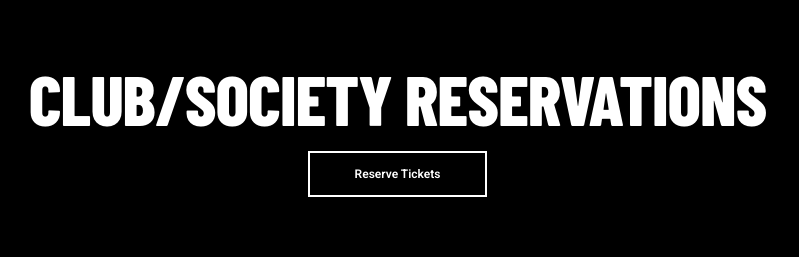 CLUB/SOCIETY RESERVATIONS
Reserve Tickets